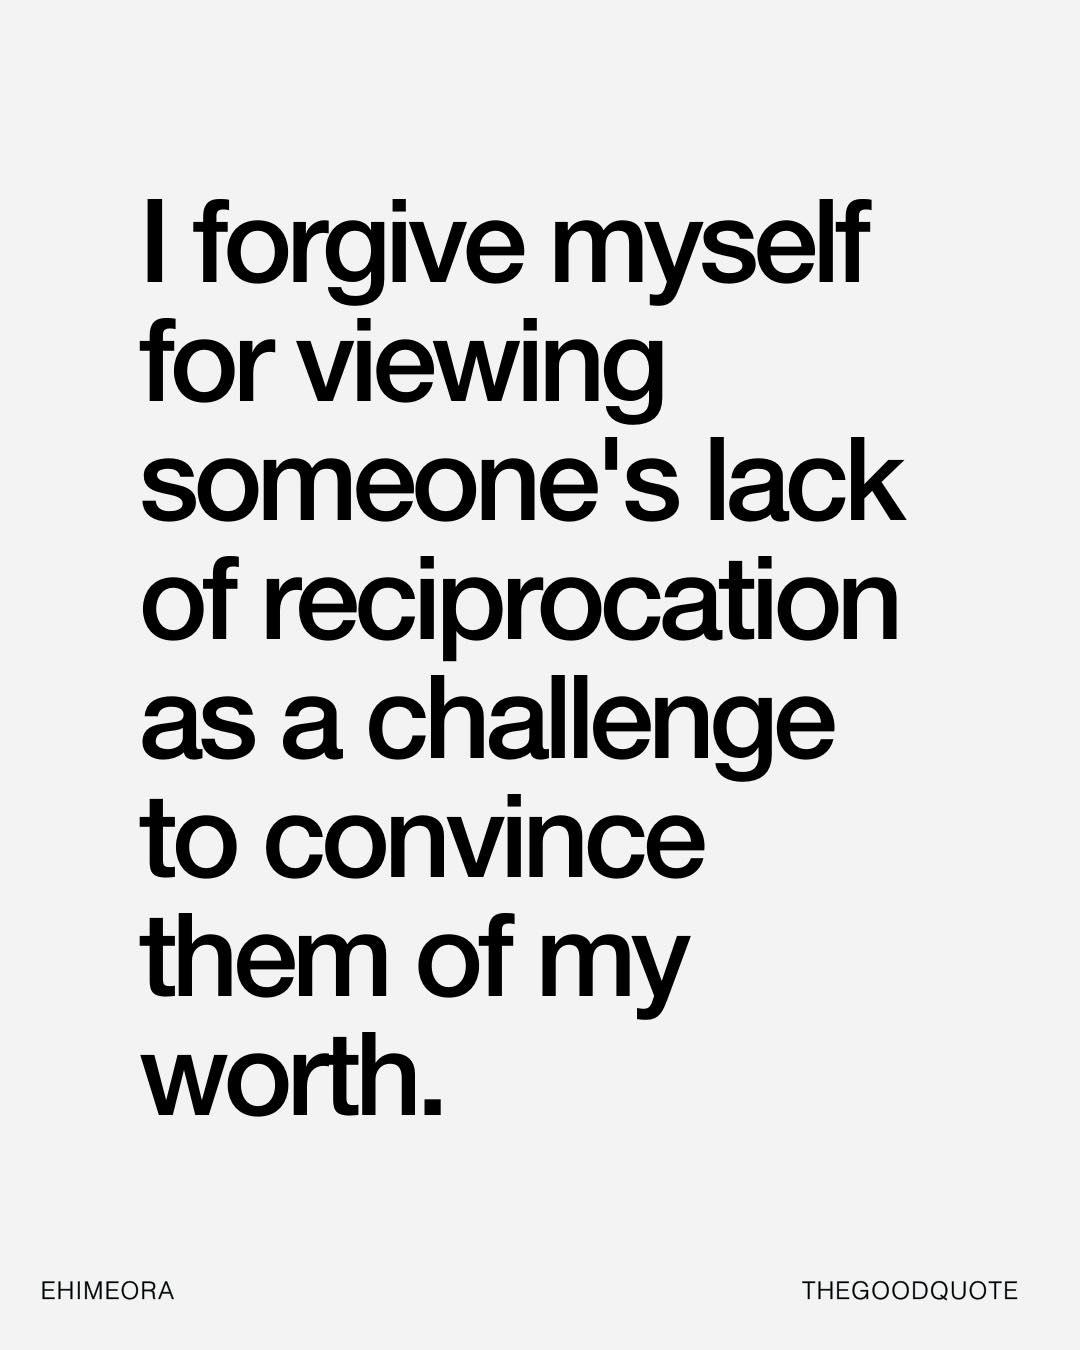 I forgive myself
for viewing
someone's lack
of reciprocation
as a challenge
to convince
them of my
worth.
EHIMEORA
THEGOODQUOTE